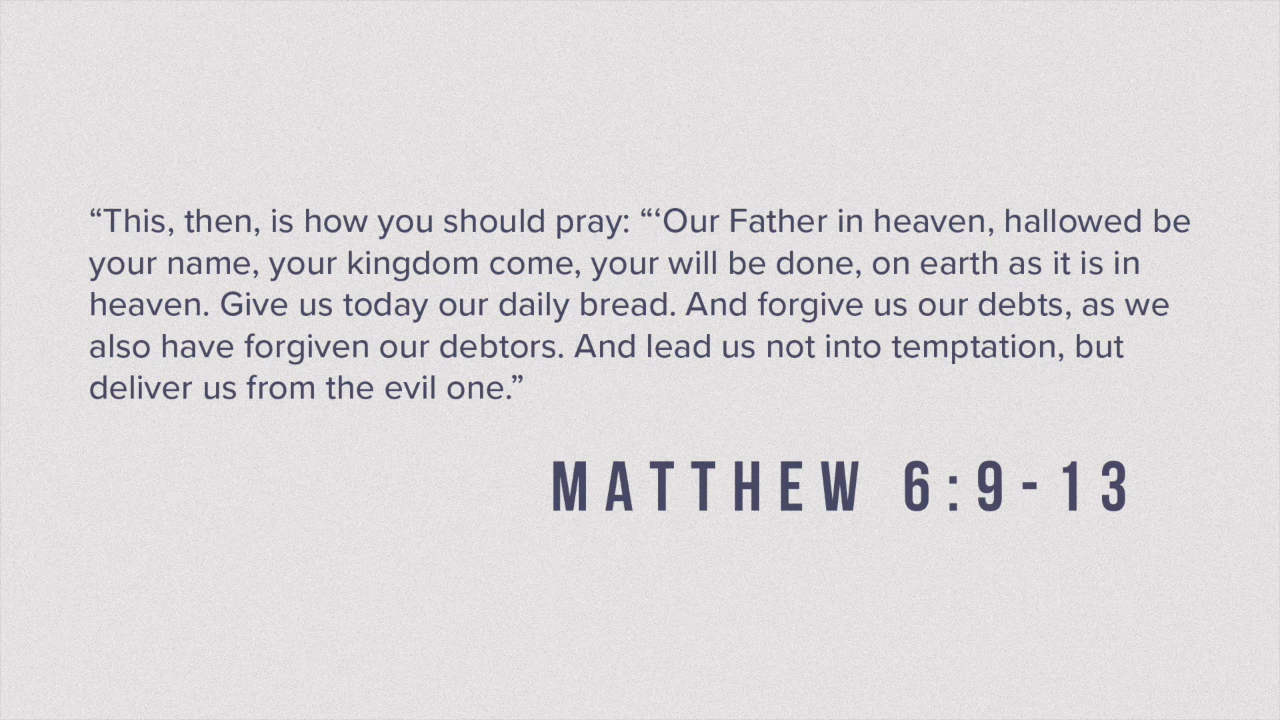 “This, then, is how you should pray: “‘Our Father in heaven, hallowed be
your name, your kingdom come, your will be done, on earth as it is in
heaven. Give us today our daily bread. And forgive us our debts, as we
also have forgiven our debtors. And lead us not into temptation, but
deliver us from the evil one.”
MATTHEW 6:9-13